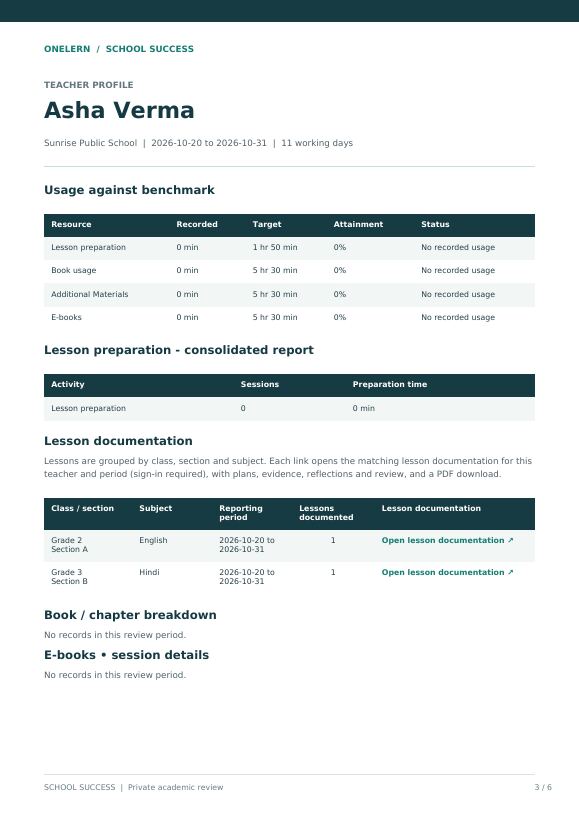 ONELERN / SCHOOL SUCCESS
TEACHER PROFILE
Asha Verma
Sunrise Public School | 2026-10-20 to 2026-10-31 | 11 working days
Usage against benchmark
Resource Recorded Target Attainment Status
Lesson preparation 0 min 1 hr 50 min 0% No recorded usage
Book usage 0 min 5 hr 30 min 0% No recorded usage
Additional Materials 0 min 5 hr 30 min 0% No recorded usage
E-books 0 min 5 hr 30 min 0% No recorded usage
Lesson preparation - consolidated report
Activity Sessions Preparation time
Lesson preparation 0 0 min
Lesson documentation
Lessons are grouped by class, section and subject. Each link opens the matching lesson documentation for this
teacher and period (sign-in required), with plans, evidence, reflections and review, and a PDF download.
Class / section Subject Reporting Lessons Lesson documentation
period documented
Grade 2 English 2026-10-20 to 1 Open lesson documentation ↗
Section A 2026-10-31
Grade 3 Hindi 2026-10-20 to 1 Open lesson documentation ↗
Section B 2026-10-31
Book / chapter breakdown
No records in this review period.
E-books • session details
No records in this review period.
SCHOOL SUCCESS | Private academic review 3 / 6